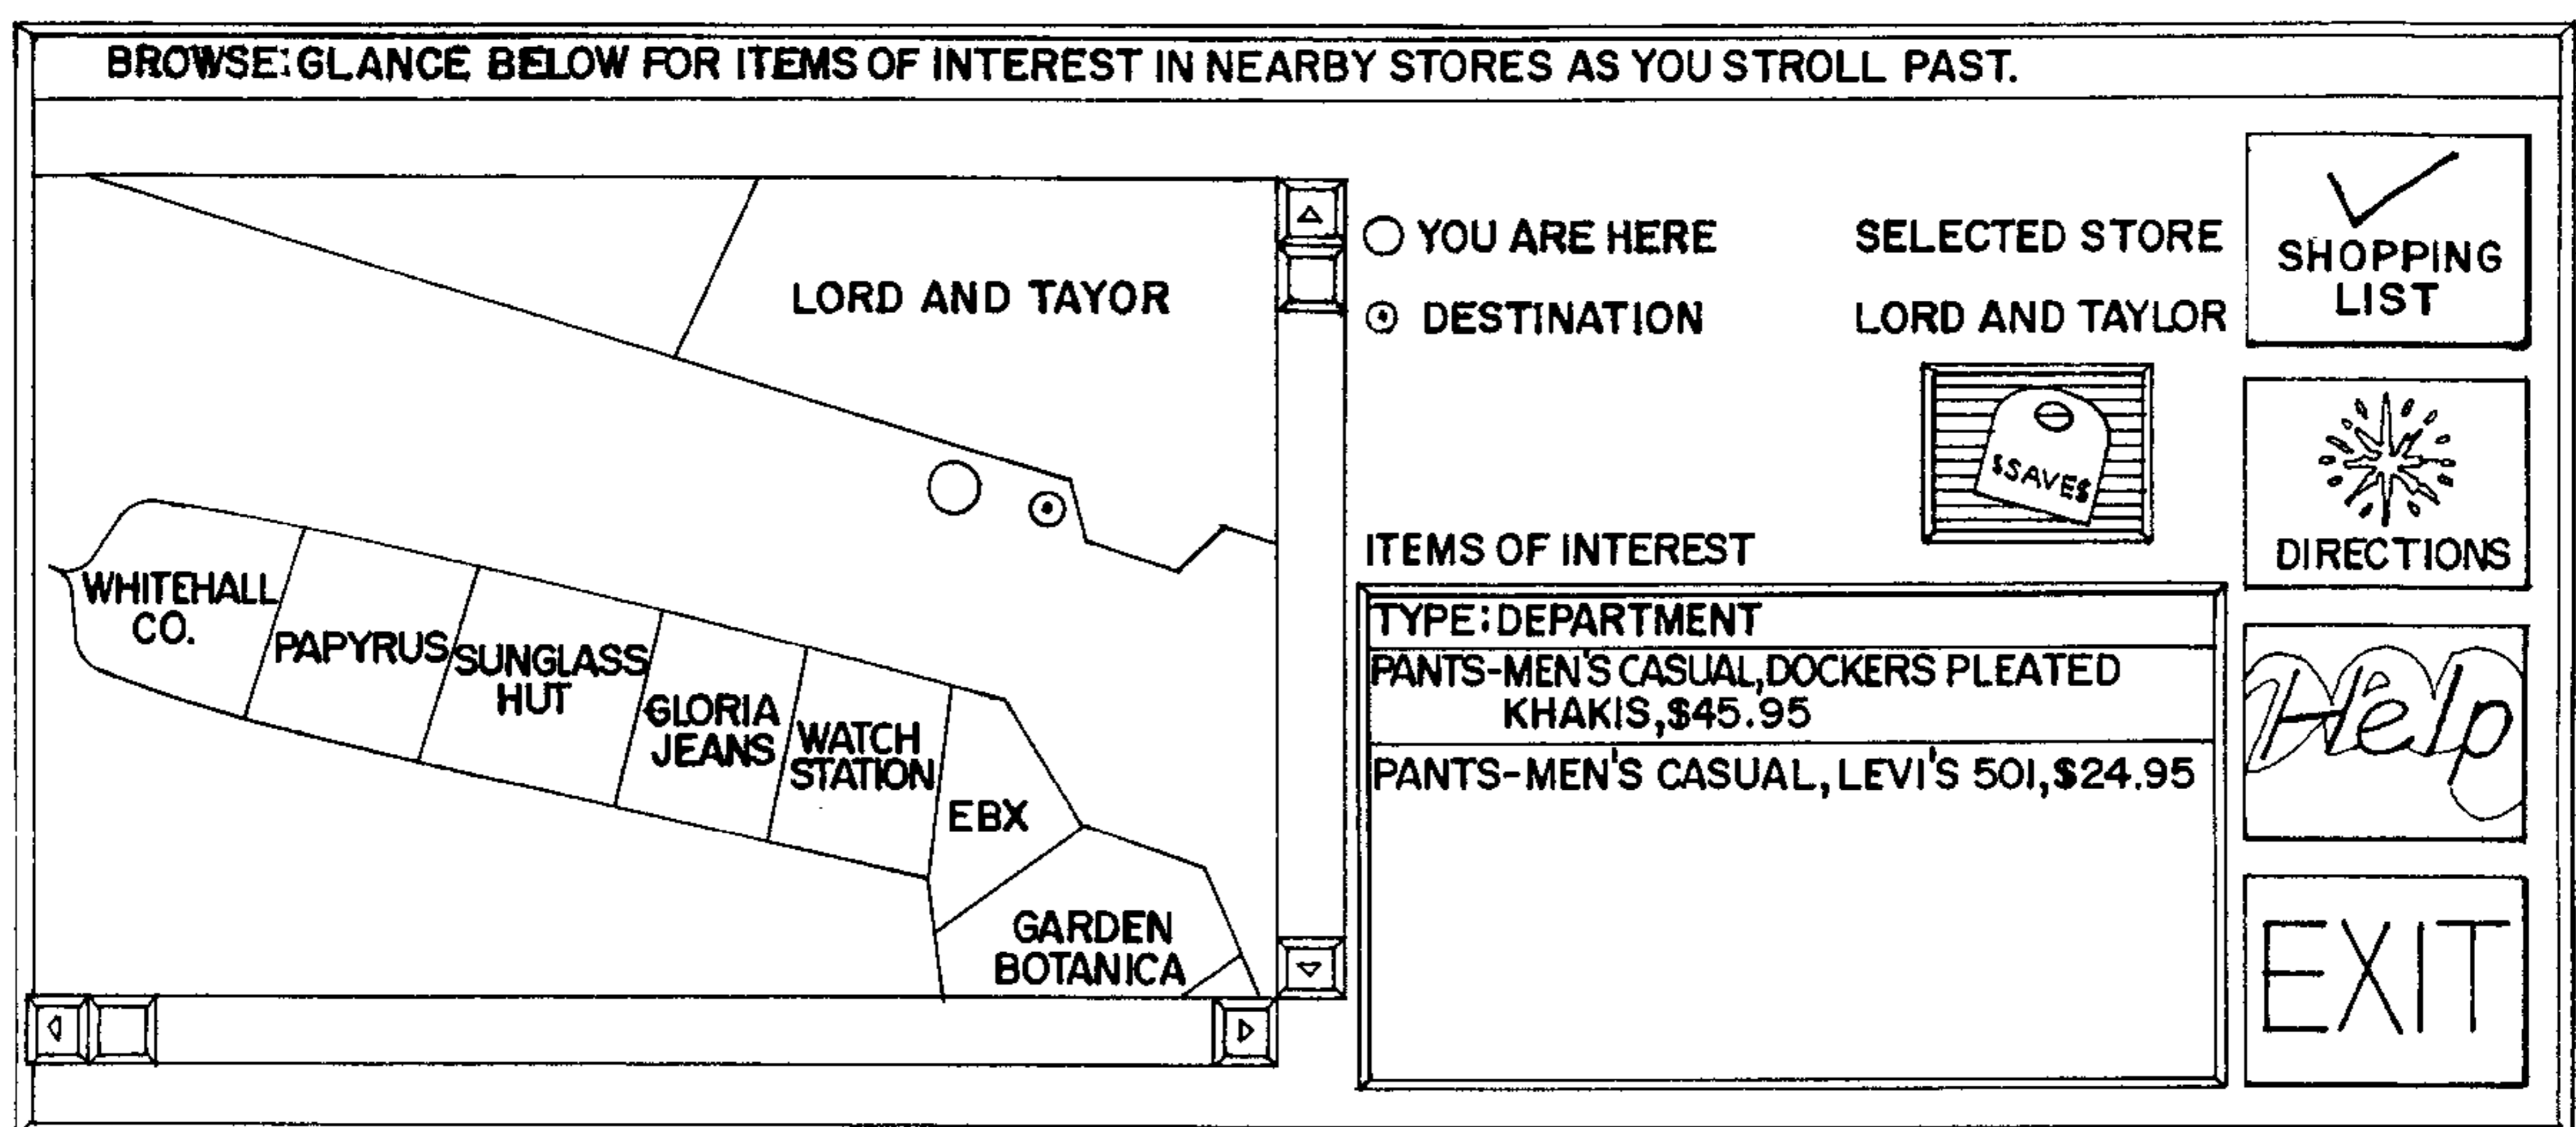 BROWSE:GLANCE BELOW FOR ITEMS OF INTEREST IN NEARBY STORES AS YOU STROLL PAST.
LORD AND TAYOR
WHITEHALL
CO.
PAPYRUS
SUNGLASS
HUT
GLORIA
JEANS
WATCH
STATION
EBX
GARDEN
BOTANICA
YOU ARE HERE
DESTINATION
SELECTED STORE
LORD AND TAYLOR
$SAVE$
ITEMS OF INTEREST
TYPE:DEPARTMENT
PANTS-MEN'S CASUAL,DOCKERS PLEATED
KHAKIS,$45.95
PANTS-MEN'S CASUAL,LEVI'S 501,$24.95
SHOPPING
LIST
DIRECTIONS
Help
EXIT